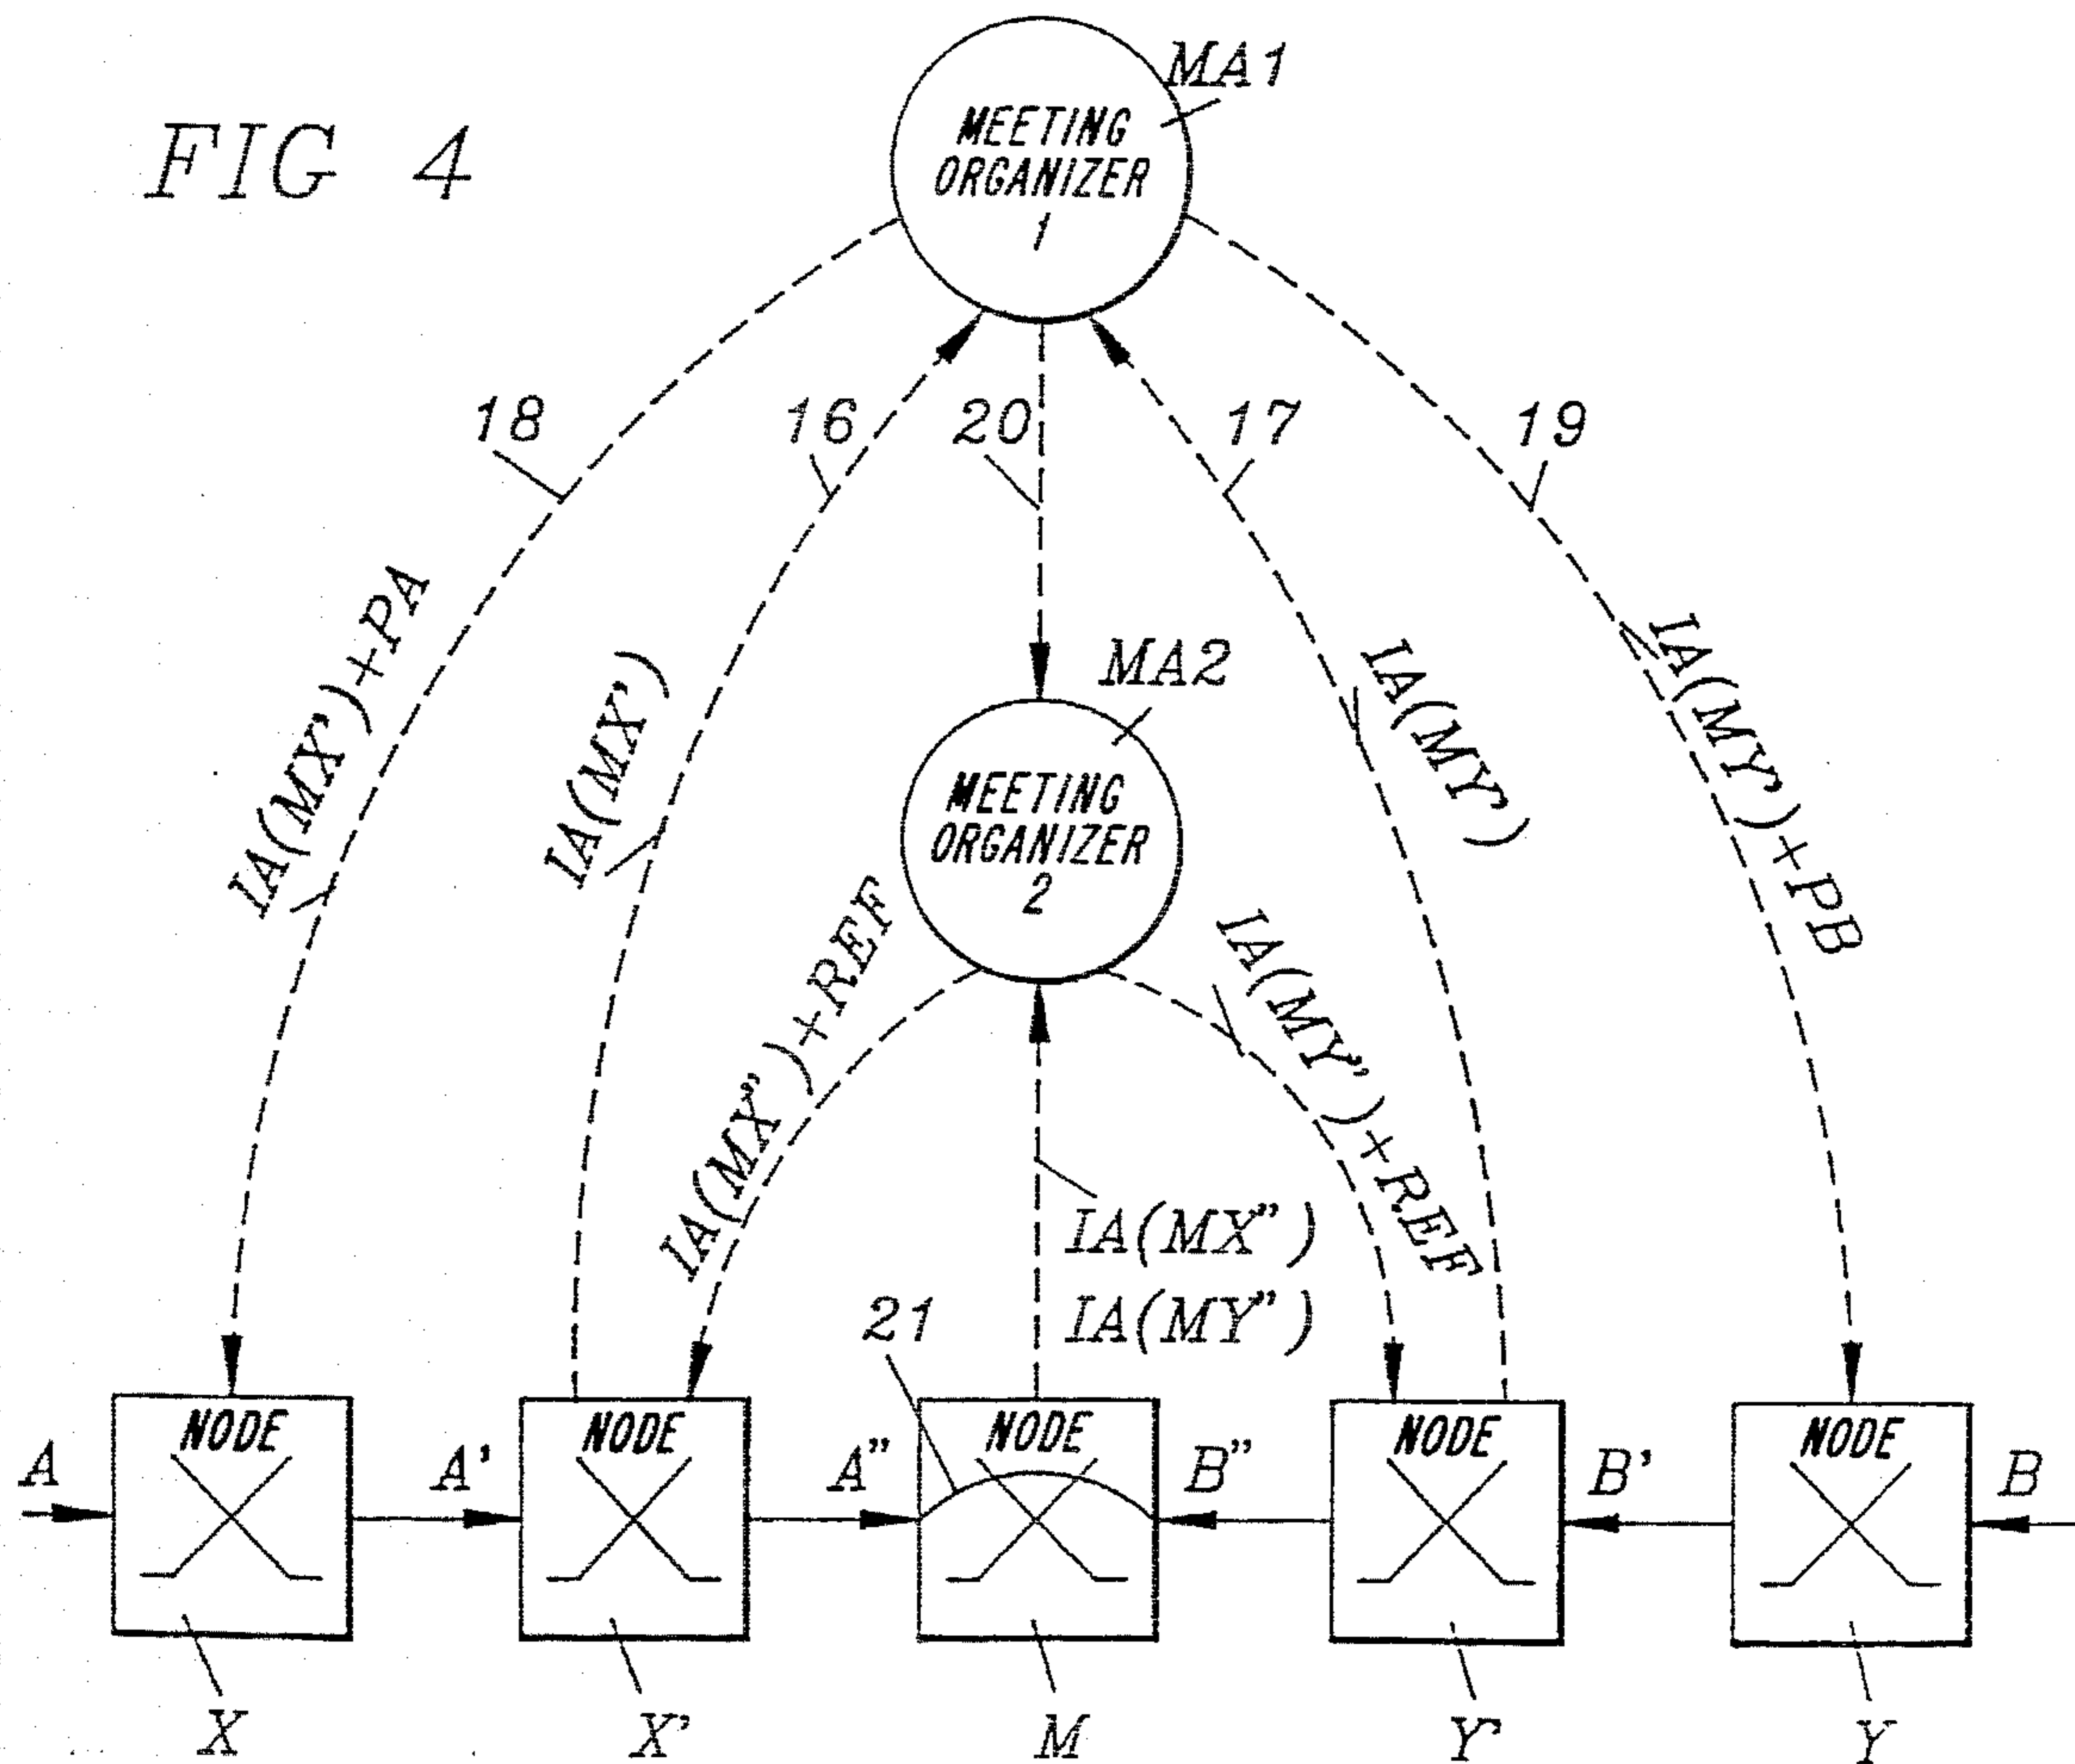 FIG 4
MA1
MEETING
ORGANIZER
1
18
16
20
17
19
IA(MX')+PA
IA(MX')
MA2
IA(MY')
IA(MY')+PB
MEETING
ORGANIZER
2
IA(MX")+REF
IA(MY")+REF
IA(MX")
IA(MY")
21
NODE
NODE
NODE
NODE
NODE
A
A'
A"
B"
B'
B
X
X'
M
Y'
Y